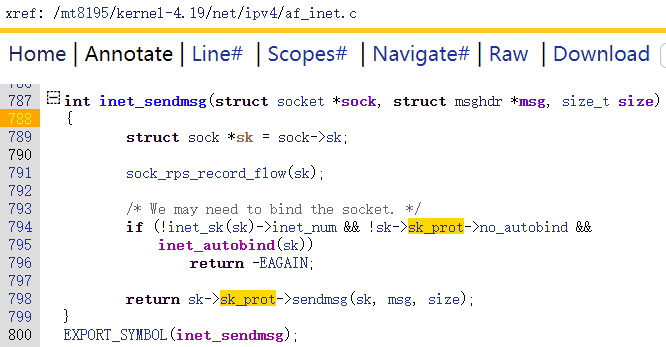 xref: /mt8195/kernel-4.19/net/ipv4/af_inet.c
Home | Annotate | Line# | Scopes# | Navigate# | Raw | Download
786
787 int inet_sendmsg(struct socket *sock, struct msghdr *msg, size_t size)
788 {
789 struct sock *sk = sock->sk;
790
791 sock_rps_record_flow(sk);
792
793 /* We may need to bind the socket. */
794 if (!inet_sk(sk)->inet_num && !sk->sk_prot->no_autobind &&
795 inet_autobind(sk))
796 return -EAGAIN;
797
798 return sk->sk_prot->sendmsg(sk, msg, size);
799 }
800 EXPORT_SYMBOL(inet_sendmsg);